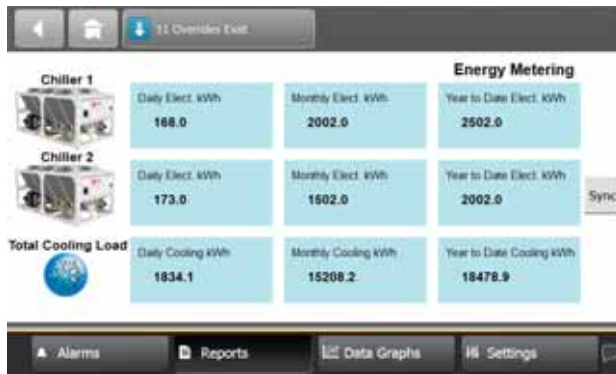 11 Overrides Exist
Energy Metering
Chiller 1
Daily Elect. kWh
Monthly Elect. kWh
Year to Date Elect. kWh
168.0
2002.0
2502.0
Chiller 2
Daily Elect. kWh
Monthly Elect. kWh
Year to Date Elect. kWh
173.0
1502.0
2002.0
Sync
Total Cooling Load
Daily Cooling kWh
Monthly Cooling kWh
Year to Date Cooling kWh
1834.1
15208.2
18478.9
Alarms
Reports
Data Graphs
Settings